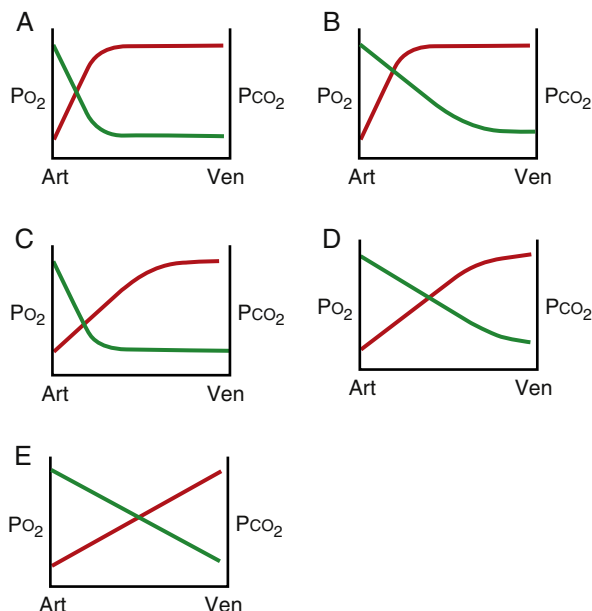 A
PO₂
PCO₂
Art Ven
B
PO₂
PCO₂
Art Ven
C
PO₂
PCO₂
Art Ven
D
PO₂
PCO₂
Art Ven
E
PO₂
PCO₂
Art Ven